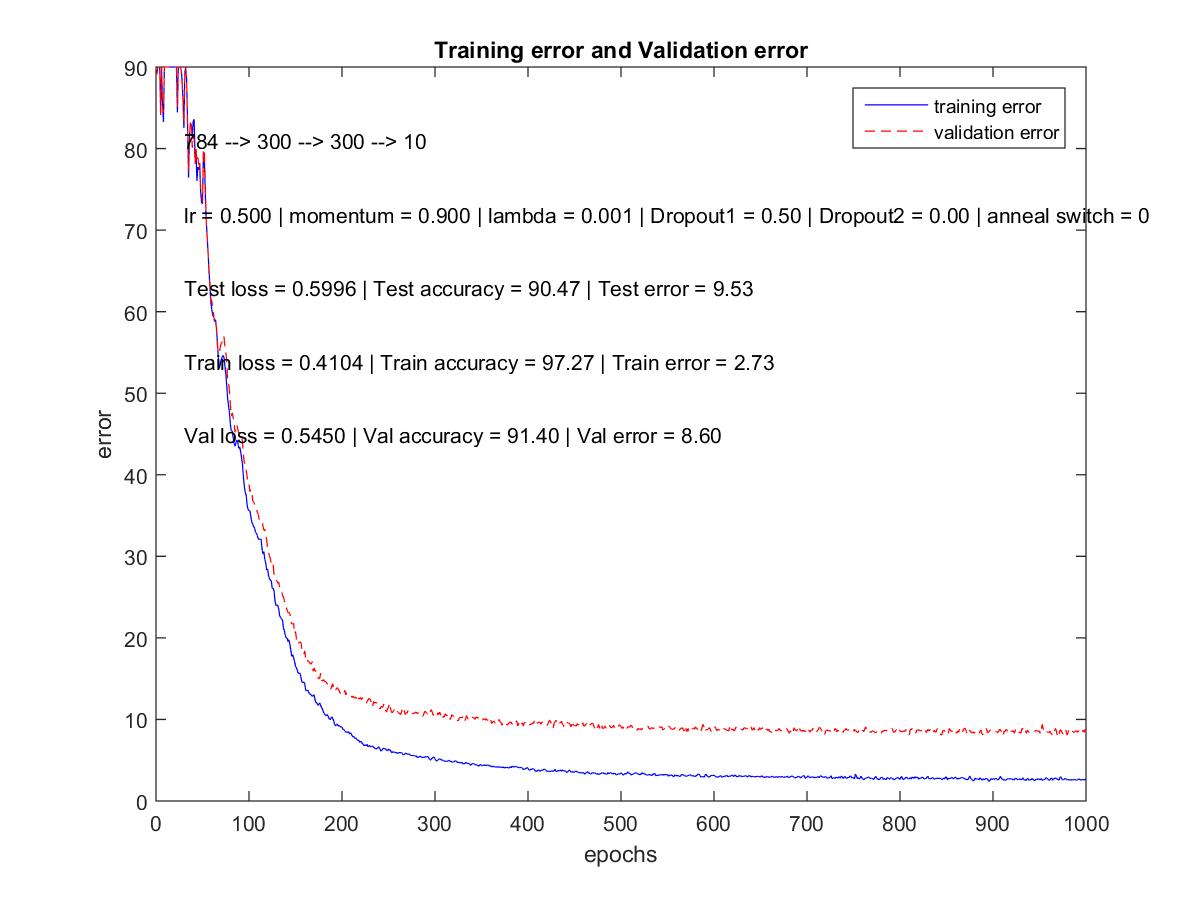 Training error and Validation error
90
training error
validation error
80
784 --> 300 --> 300 --> 10
70
lr = 0.500 | momentum = 0.900 | lambda = 0.001 | Dropout1 = 0.50 | Dropout2 = 0.00 | anneal switch = 0
60
Test loss = 0.5996 | Test accuracy = 90.47 | Test error = 9.53
50
Train loss = 0.4104 | Train accuracy = 97.27 | Train error = 2.73
40
Val loss = 0.5450 | Val accuracy = 91.40 | Val error = 8.60
error
30
20
10
0
0 100 200 300 400 500 600 700 800 900 1000
epochs